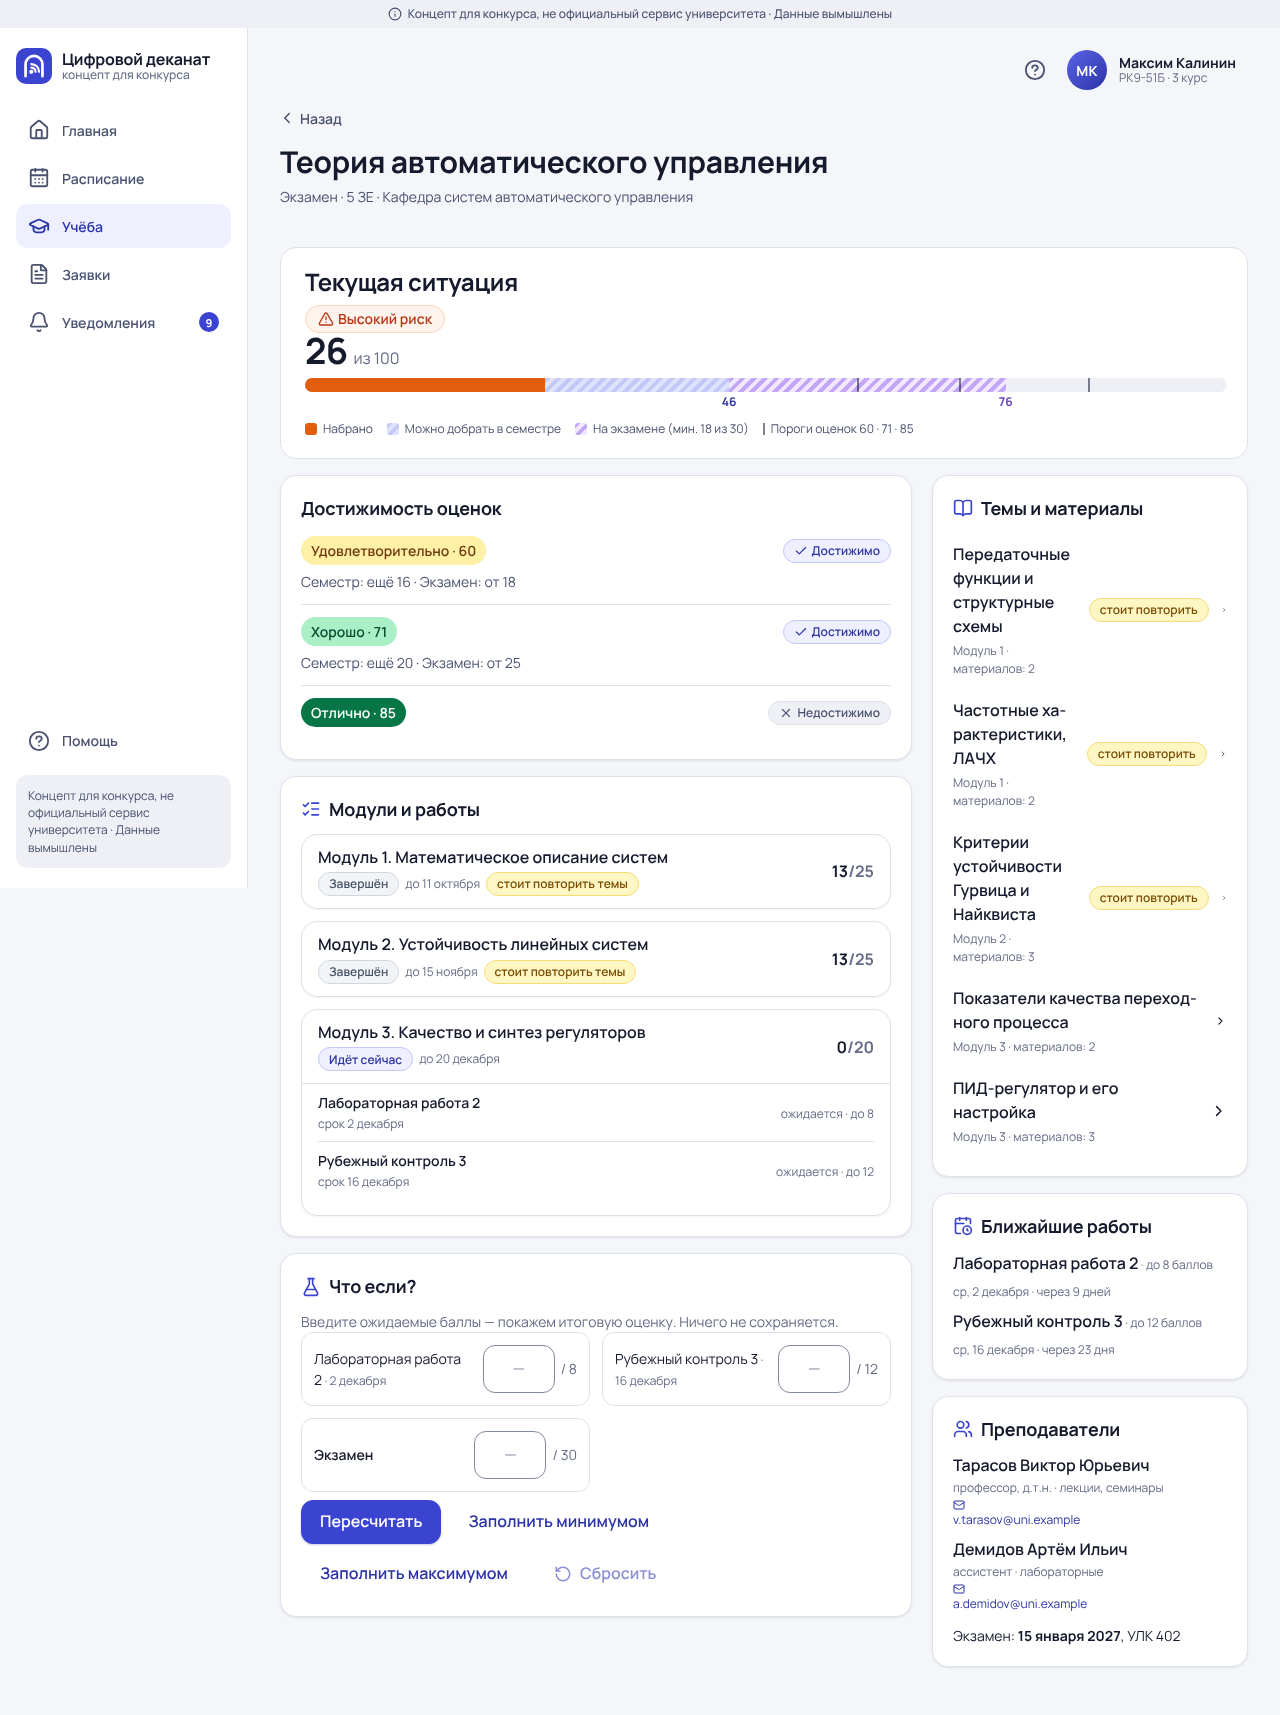 Концепт для конкурса, не официальный сервис университета · Данные вымышлены
Цифровой деканат
концепт для конкурса
Главная
Расписание
Учёба
Заявки
Уведомления
9
Помощь
Концепт для конкурса, не
официальный сервис
университета · Данные
вымышлены
МК
Максим Калинин
РК9-51Б · 3 курс
Назад
Теория автоматического управления
Экзамен · 5 ЗЕ · Кафедра систем автоматического управления
Текущая ситуация
Высокий риск
26 из 100
46
76
Набрано
Можно добрать в семестре
На экзамене (мин. 18 из 30)
Пороги оценок 60 · 71 · 85
Достижимость оценок
Удовлетворительно · 60
Достижимо
Семестр: ещё 16 · Экзамен: от 18
Хорошо · 71
Достижимо
Семестр: ещё 20 · Экзамен: от 25
Отлично · 85
Недостижимо
Модули и работы
Модуль 1. Математическое описание систем
Завершён
до 11 октября
стоит повторить темы
13/25
Модуль 2. Устойчивость линейных систем
Завершён
до 15 ноября
стоит повторить темы
13/25
Модуль 3. Качество и синтез регуляторов
Идёт сейчас
до 20 декабря
0/20
Лабораторная работа 2
срок 2 декабря
ожидается · до 8
Рубежный контроль 3
срок 16 декабря
ожидается · до 12
Что если?
Введите ожидаемые баллы — покажем итоговую оценку. Ничего не сохраняется.
Лабораторная работа
2 · 2 декабря
—
/ 8
Рубежный контроль 3 ·
16 декабря
—
/ 12
Экзамен
—
/ 30
Пересчитать
Заполнить минимумом
Заполнить максимумом
Сбросить
Темы и материалы
Передаточные
функции и
структурные
схемы
Модуль 1 ·
материалов: 2
стоит повторить
Частотные ха-
рактеристики,
ЛАЧХ
Модуль 1 ·
материалов: 2
стоит повторить
Критерии
устойчивости
Гурвица и
Найквиста
Модуль 2 ·
материалов: 3
стоит повторить
Показатели качества переход-
ного процесса
Модуль 3 · материалов: 2
ПИД-регулятор и его
настройка
Модуль 3 · материалов: 3
Ближайшие работы
Лабораторная работа 2 · до 8 баллов
ср, 2 декабря · через 9 дней
Рубежный контроль 3 · до 12 баллов
ср, 16 декабря · через 23 дня
Преподаватели
Тарасов Виктор Юрьевич
профессор, д.т.н. · лекции, семинары
v.tarasov@uni.example
Демидов Артём Ильич
ассистент · лабораторные
a.demidov@uni.example
Экзамен: 15 января 2027, УЛК 402